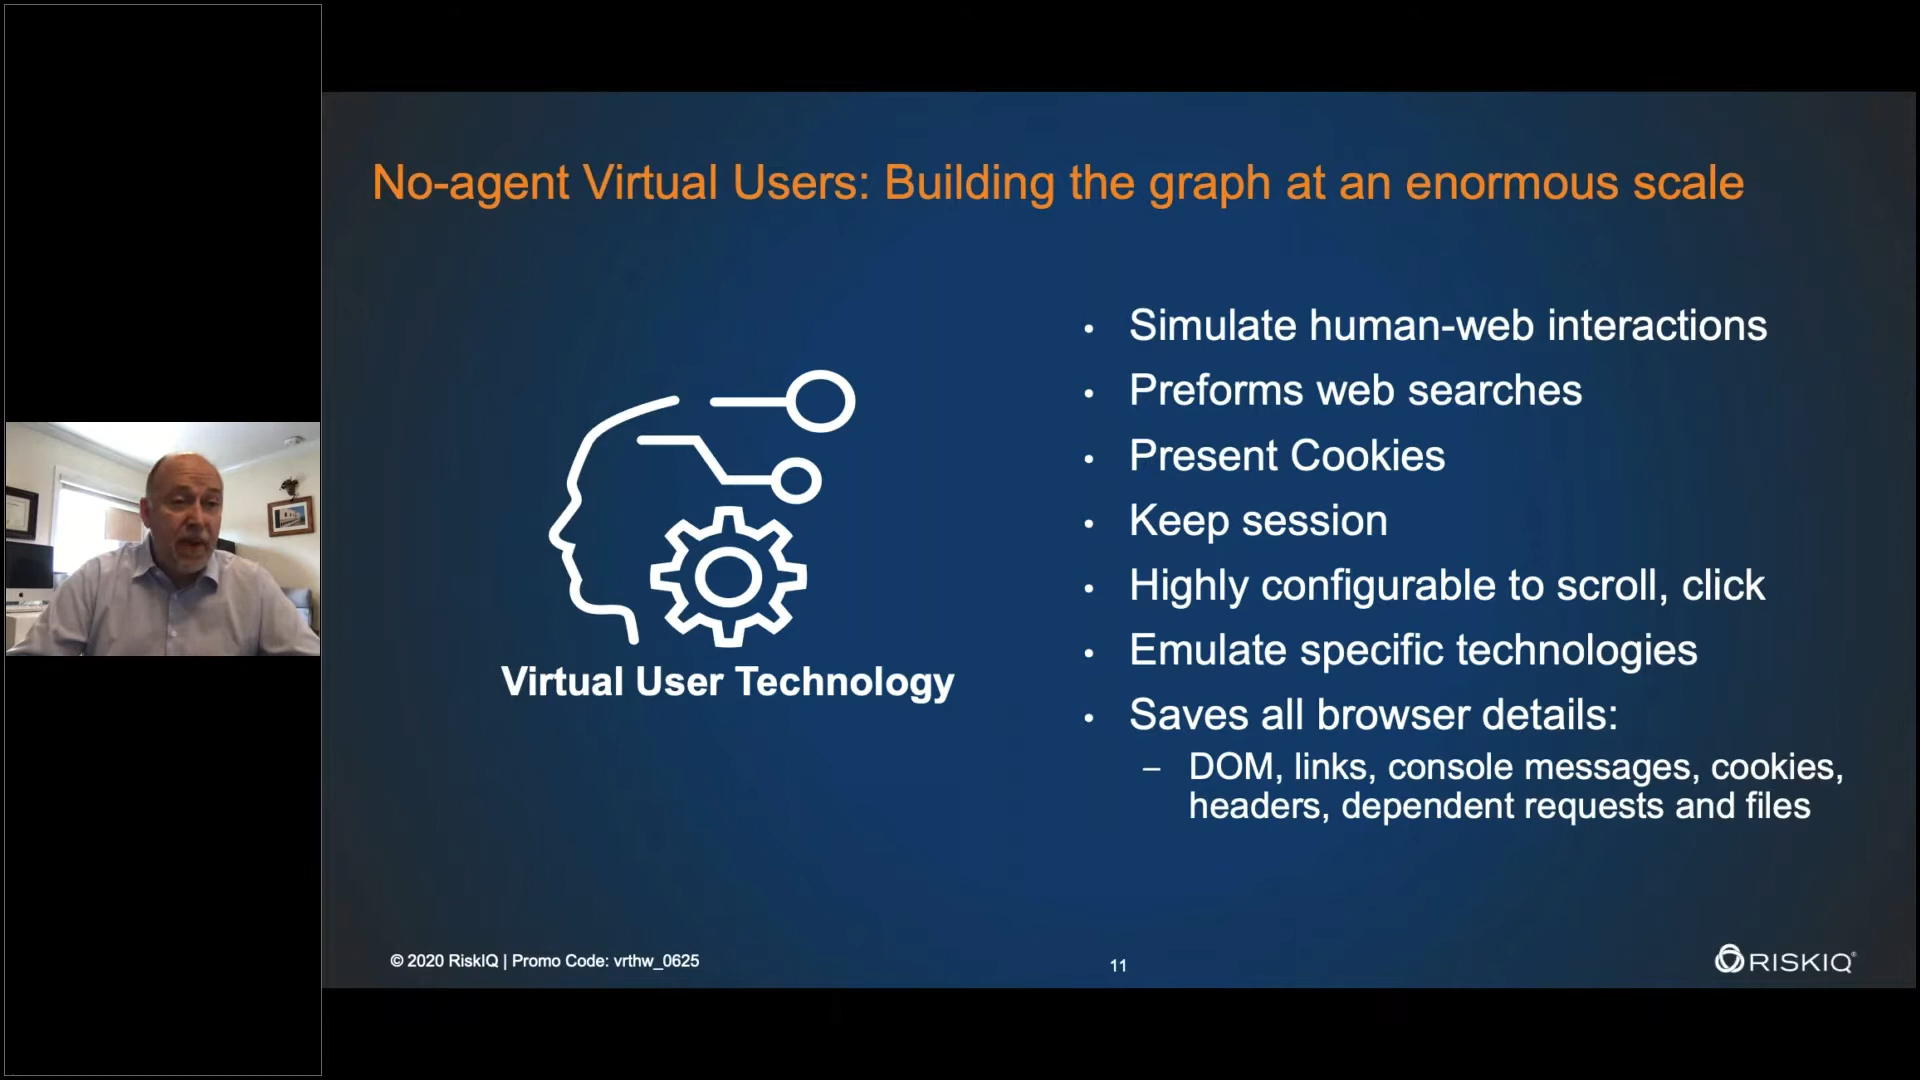 No-agent Virtual Users: Building the graph at an enormous scale
Virtual User Technology
• Simulate human-web interactions
• Preforms web searches
• Present Cookies
• Keep session
• Highly configurable to scroll, click
• Emulate specific technologies
• Saves all browser details:
– DOM, links, console messages, cookies,
headers, dependent requests and files
© 2020 RiskIQ | Promo Code: vrthw_0625
11
RISKIQ®